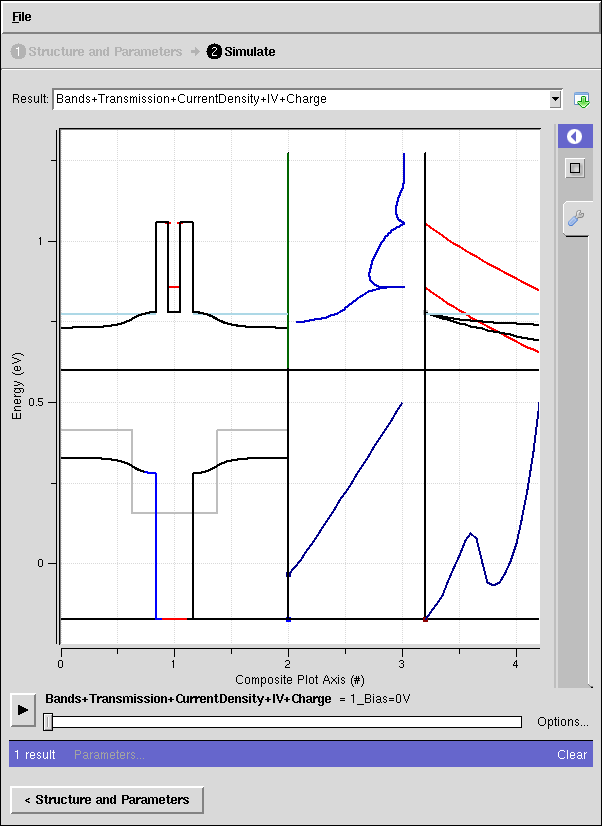 File
1 Structure and Parameters → 2 Simulate
Result: Bands+Transmission+CurrentDensity+IV+Charge
1
0.5
0
Energy (eV)
0 1 2 3 4
Composite Plot Axis (#)
Bands+Transmission+CurrentDensity+IV+Charge = 1_Bias=0V
Options...
1 result Parameters... Clear
< Structure and Parameters